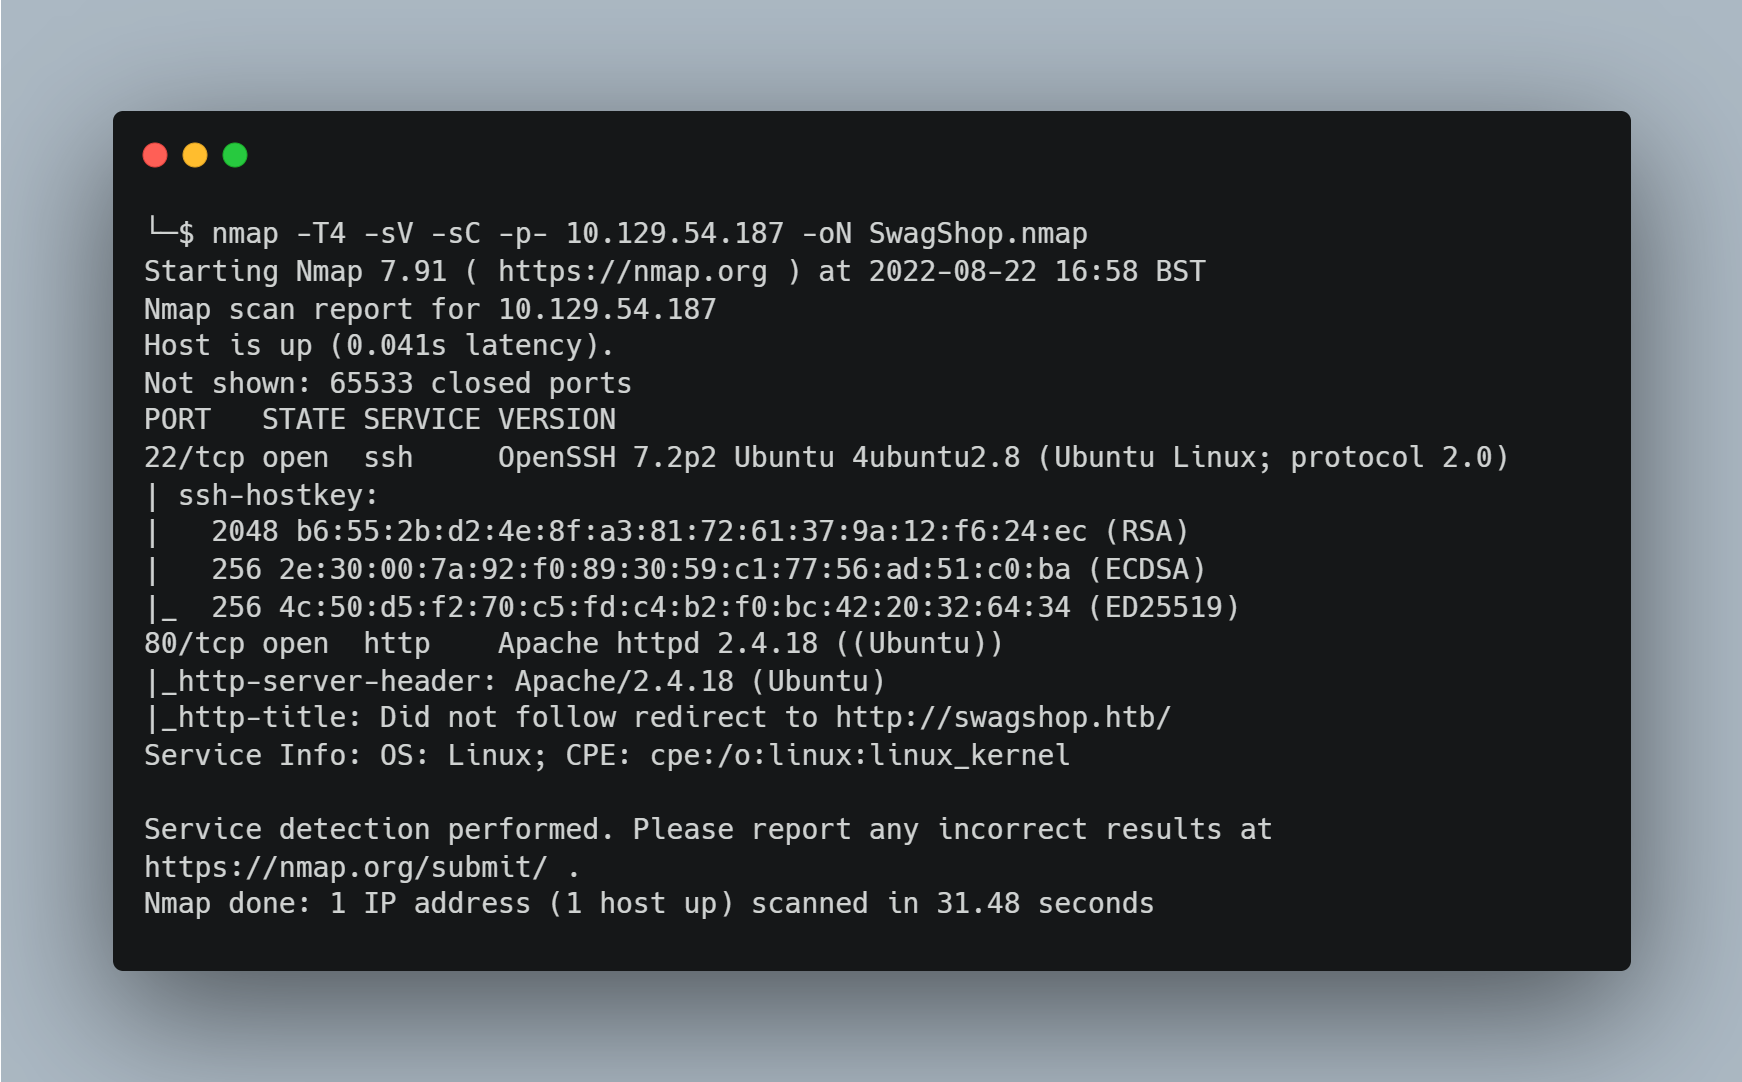 └─$ nmap -T4 -sV -sC -p- 10.129.54.187 -oN SwagShop.nmap
Starting Nmap 7.91 ( https://nmap.org ) at 2022-08-22 16:58 BST
Nmap scan report for 10.129.54.187
Host is up (0.041s latency).
Not shown: 65533 closed ports
PORT   STATE SERVICE VERSION
22/tcp open  ssh     OpenSSH 7.2p2 Ubuntu 4ubuntu2.8 (Ubuntu Linux; protocol 2.0)
| ssh-hostkey:
|   2048 b6:55:2b:d2:4e:8f:a3:81:72:61:37:9a:12:f6:24:ec (RSA)
|   256 2e:30:00:7a:92:f0:89:30:59:c1:77:56:ad:51:c0:ba (ECDSA)
|_  256 4c:50:d5:f2:70:c5:fd:c4:b2:f0:bc:42:20:32:64:34 (ED25519)
80/tcp open  http    Apache httpd 2.4.18 ((Ubuntu))
|_http-server-header: Apache/2.4.18 (Ubuntu)
|_http-title: Did not follow redirect to http://swagshop.htb/
Service Info: OS: Linux; CPE: cpe:/o:linux:linux_kernel

Service detection performed. Please report any incorrect results at
https://nmap.org/submit/ .
Nmap done: 1 IP address (1 host up) scanned in 31.48 seconds